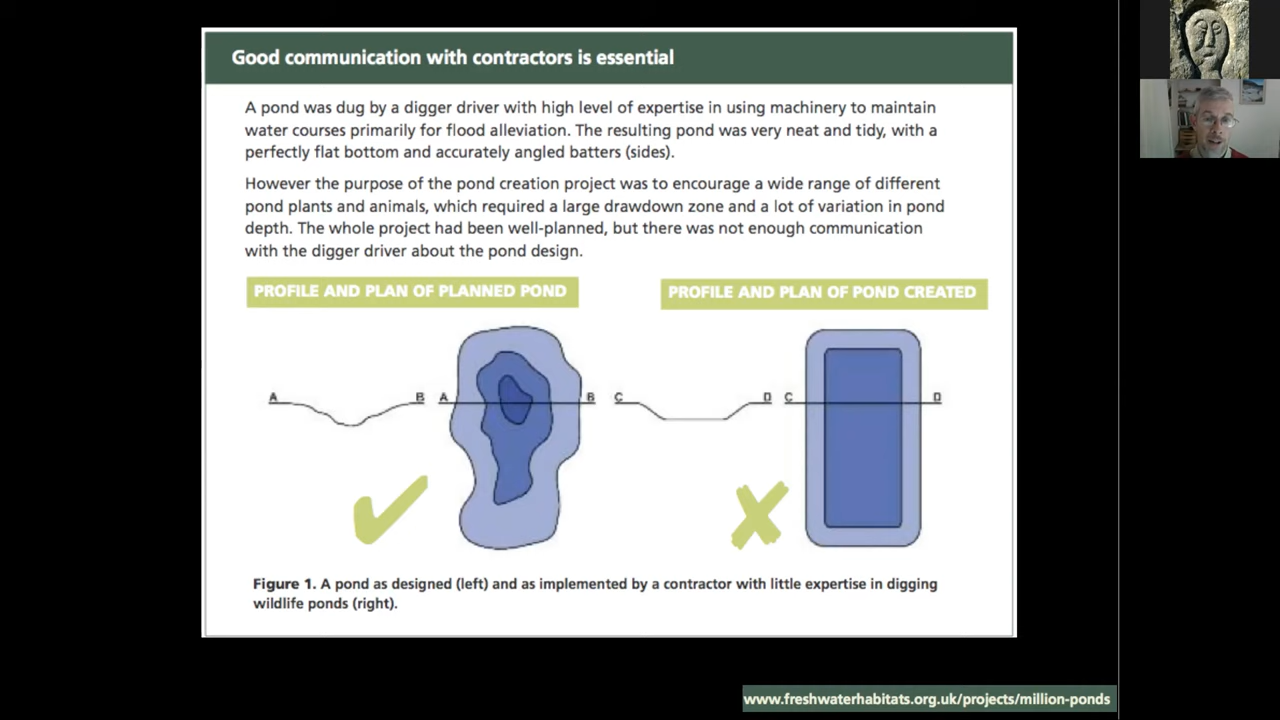 Good communication with contractors is essential
A pond was dug by a digger driver with high level of expertise in using machinery to maintain
water courses primarily for flood alleviation. The resulting pond was very neat and tidy, with a
perfectly flat bottom and accurately angled batters (sides).
However the purpose of the pond creation project was to encourage a wide range of different
pond plants and animals, which required a large drawdown zone and a lot of variation in pond
depth. The whole project had been well-planned, but there was not enough communication
with the digger driver about the pond design.
PROFILE AND PLAN OF PLANNED POND
PROFILE AND PLAN OF POND CREATED
A B A B C D C D
Figure 1. A pond as designed (left) and as implemented by a contractor with little expertise in digging
wildlife ponds (right).
www.freshwaterhabitats.org.uk/projects/million-ponds